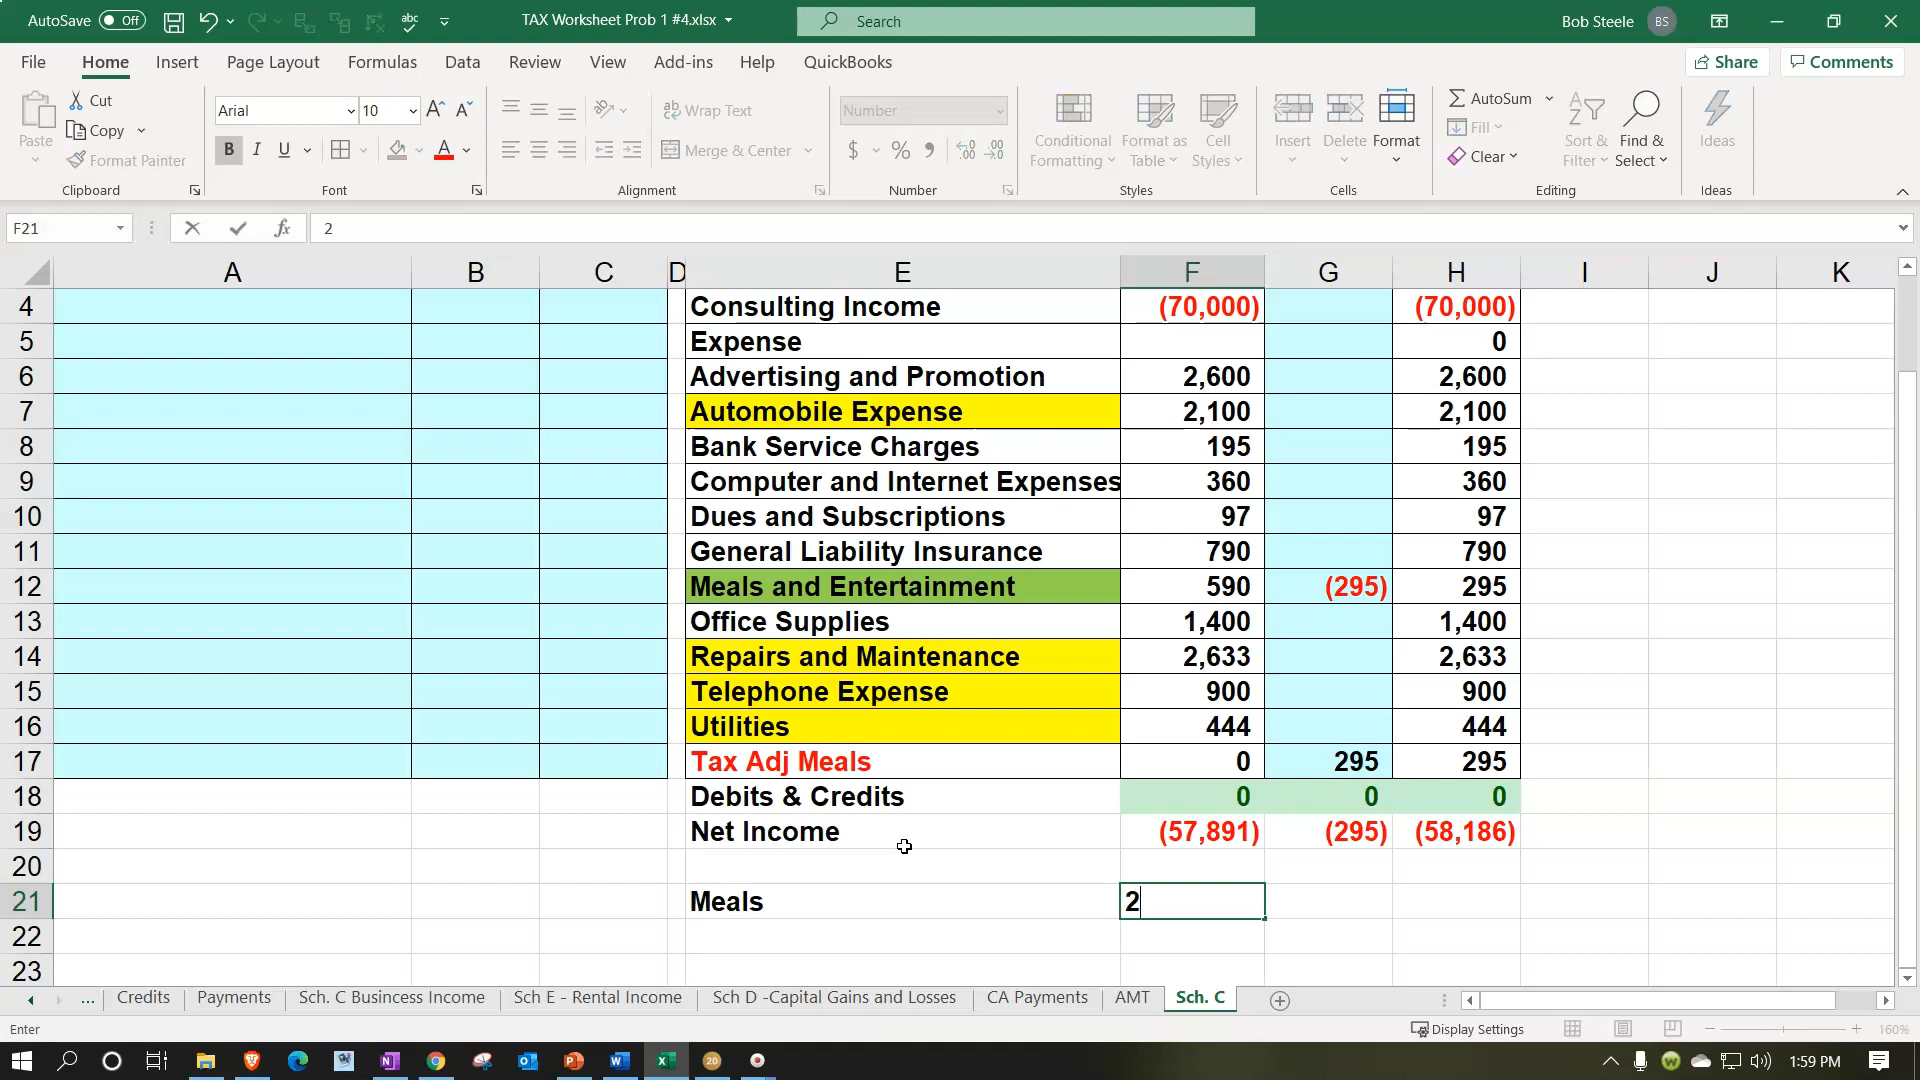 AutoSave Off TAX Worksheet Prob 1 #4.xlsx Search Bob Steele BS
File Home Insert Page Layout Formulas Data Review View Add-ins Help QuickBooks Share Comments
Paste Cut Copy Format Painter Clipboard
Arial 10 B I U A Font
Wrap Text Merge & Center Alignment
Number $ % Number
Conditional Formatting Format as Table Cell Styles Styles
Insert Delete Format Cells
AutoSum Fill Clear Sort & Filter Find & Select Editing
Ideas Ideas
F21 fx 2
A B C D E F G H I J K
4 Consulting Income (70,000) (70,000)
5 Expense 0
6 Advertising and Promotion 2,600 2,600
7 Automobile Expense 2,100 2,100
8 Bank Service Charges 195 195
9 Computer and Internet Expenses 360 360
10 Dues and Subscriptions 97 97
11 General Liability Insurance 790 790
12 Meals and Entertainment 590 (295) 295
13 Office Supplies 1,400 1,400
14 Repairs and Maintenance 2,633 2,633
15 Telephone Expense 900 900
16 Utilities 444 444
17 Tax Adj Meals 0 295 295
18 Debits & Credits 0 0 0
19 Net Income (57,891) (295) (58,186)
20
21 Meals 2
22
23
... Credits Payments Sch. C Busincess Income Sch E - Rental Income Sch D -Capital Gains and Losses CA Payments AMT Sch. C
Enter Display Settings 160%
1:59 PM